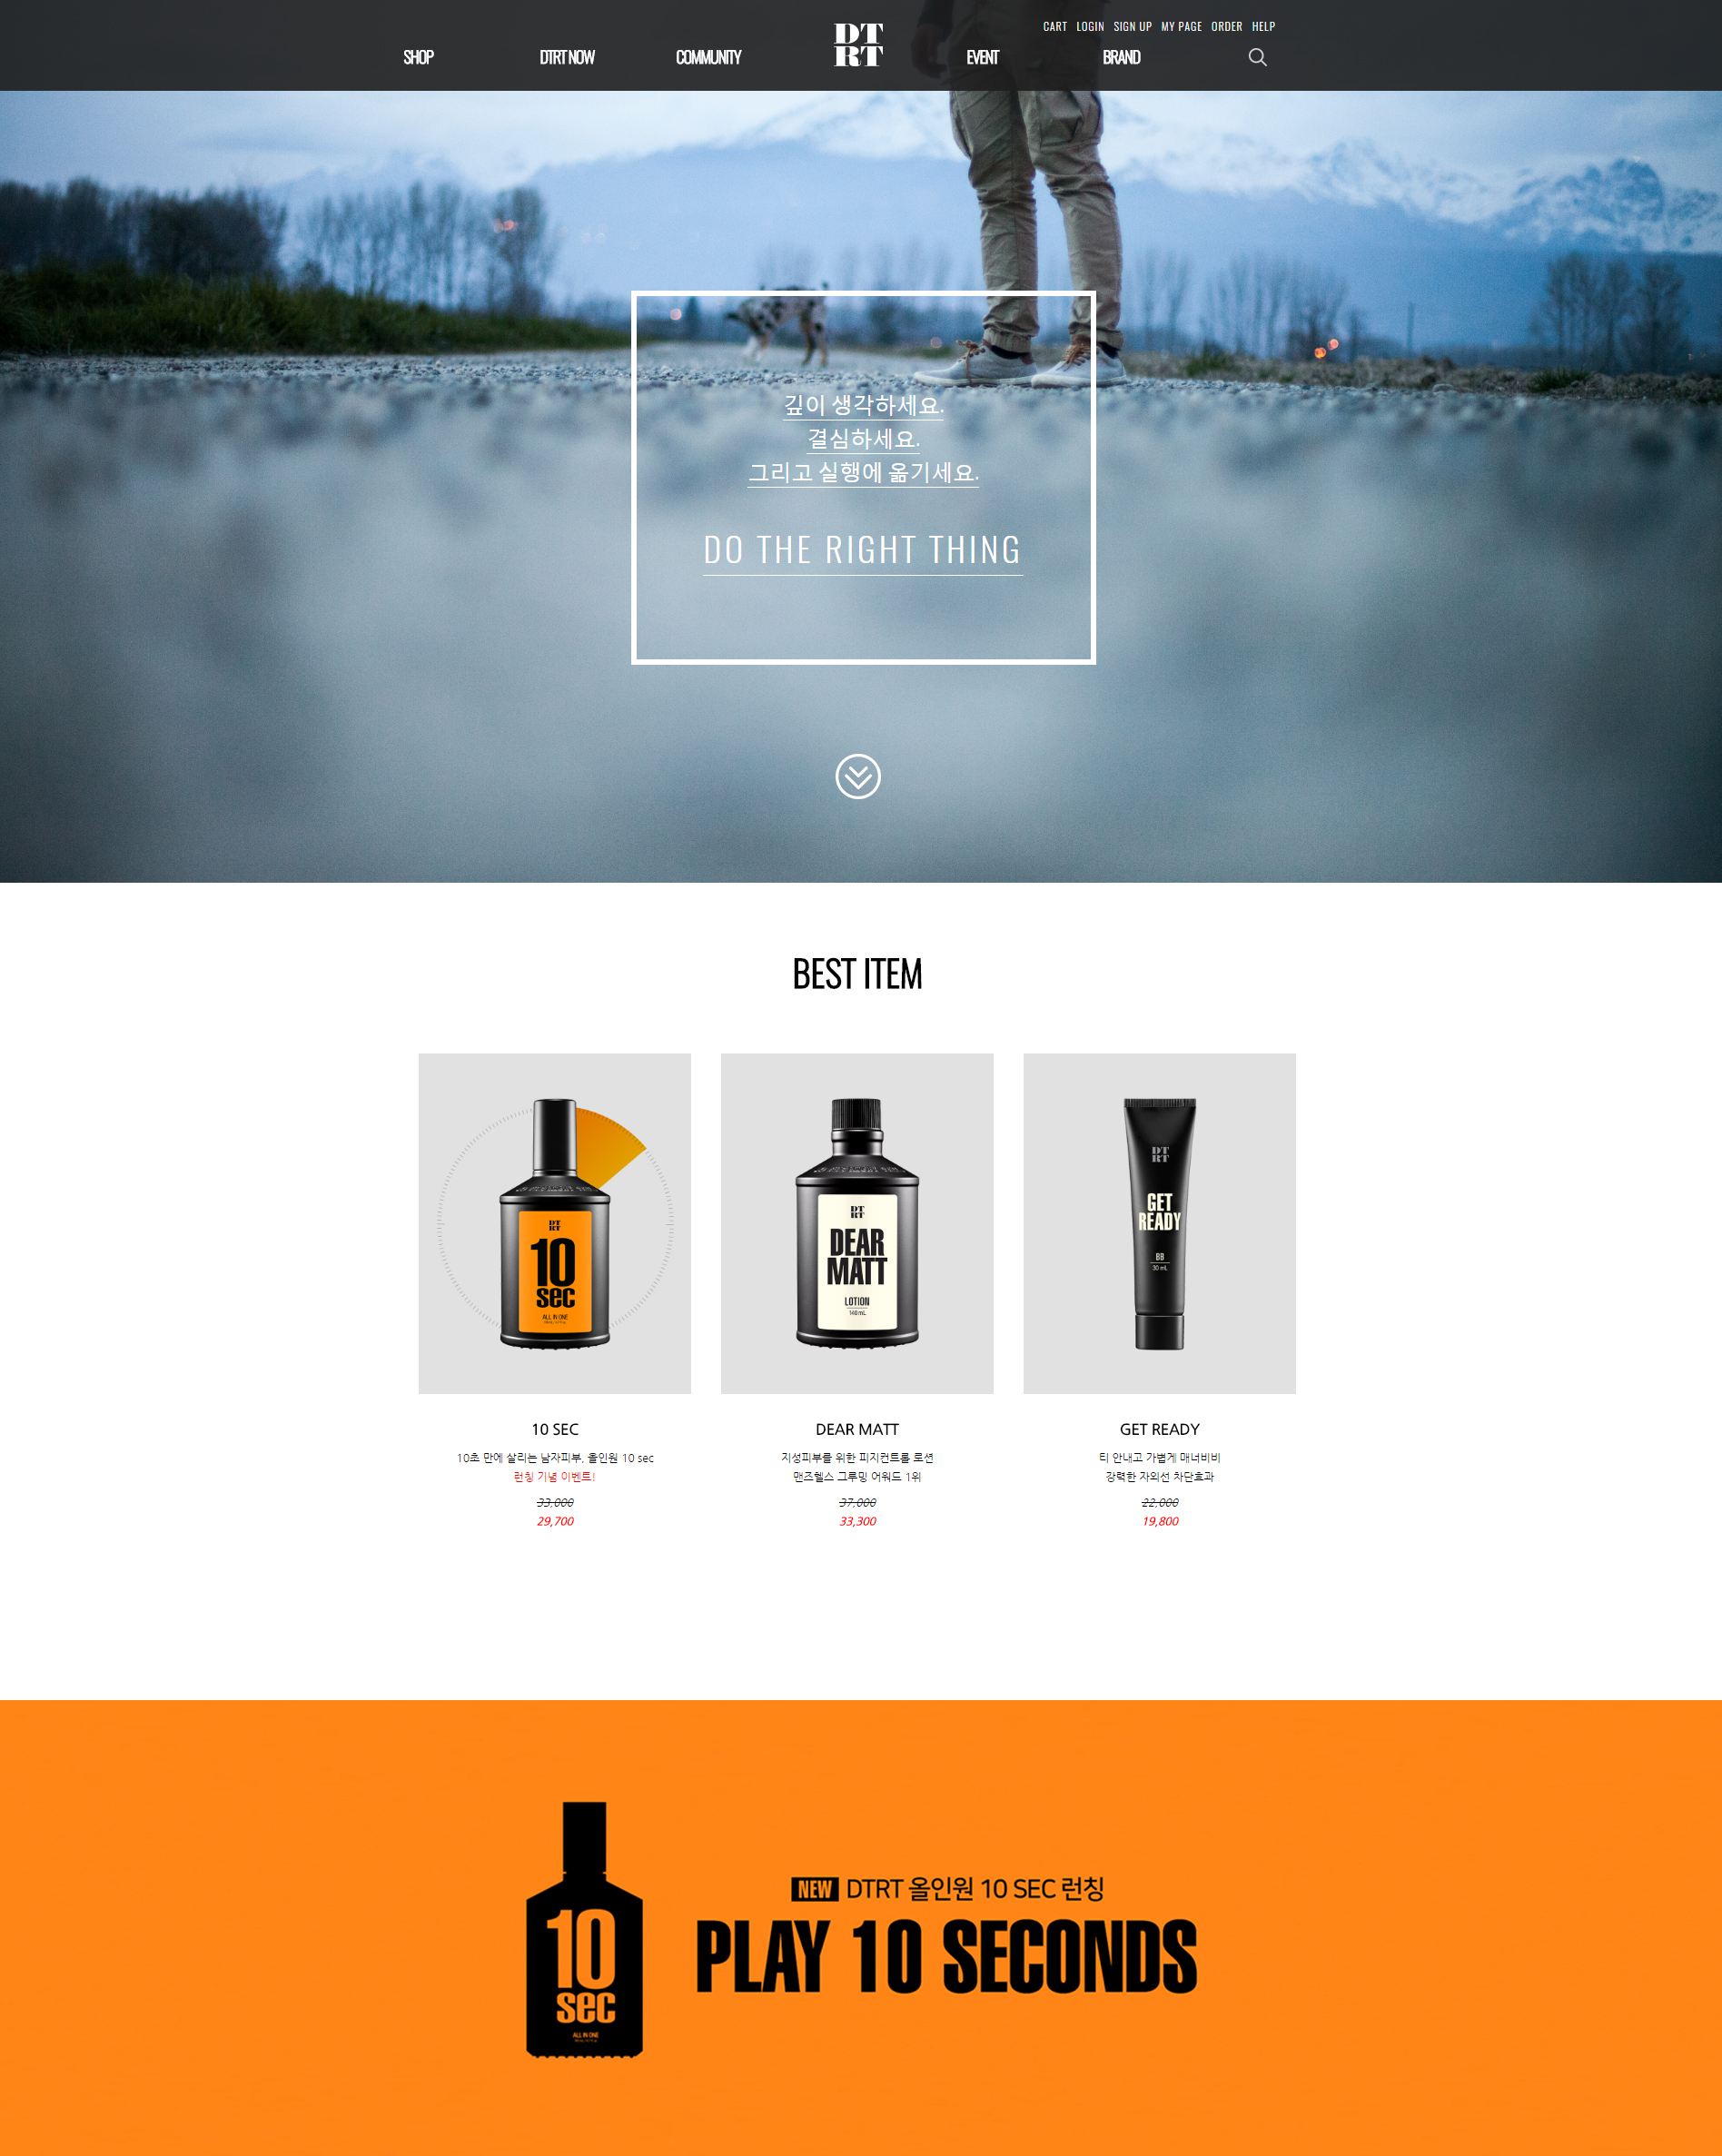 CART LOGIN SIGN UP MY PAGE ORDER HELP
SHOP DTRT NOW COMMUNITY DT RT EVENT BRAND
깊이 생각하세요.
결심하세요.
그리고 실행에 옮기세요.
DO THE RIGHT THING
BEST ITEM
DT
RT
10
sec
ALL IN ONE
DT
RT
DEAR
MATT
LOTION
140 mL
DT
RT
GET
READY
BB
30 mL
10 SEC
10초 만에 살리는 남자피부, 올인원 10 sec
런칭 기념 이벤트!
33,000
29,700
DEAR MATT
지성피부를 위한 피지컨트롤 로션
맨즈헬스 그루밍 어워드 1위
37,000
33,300
GET READY
티 안내고 가볍게 매너비비
강력한 자외선 차단효과
22,000
19,800
10
sec
ALL IN ONE
NEW DTRT 올인원 10 SEC 런칭
PLAY 10 SECONDS